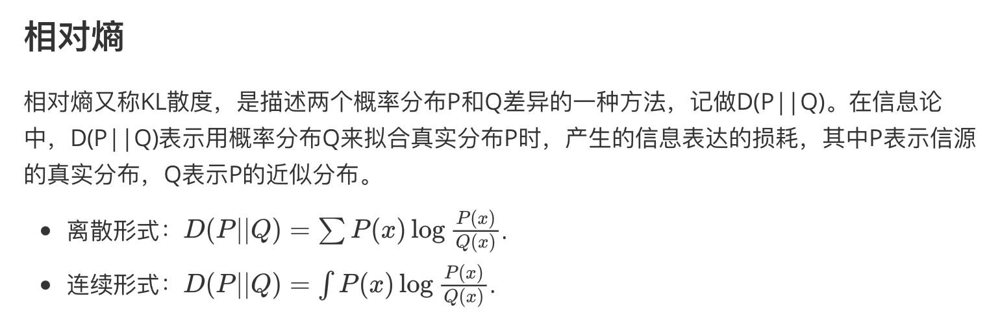 相对熵
相对熵又称KL散度，是描述两个概率分布P和Q差异的一种方法，记做D(P||Q)。在信息论
中，D(P||Q)表示用概率分布Q来拟合真实分布P时，产生的信息表达的损耗，其中P表示信源
的真实分布，Q表示P的近似分布。
• 离散形式：$D(P||Q) = \sum P(x) \log \frac{P(x)}{Q(x)}$.
• 连续形式：$D(P||Q) = \int P(x) \log \frac{P(x)}{Q(x)}$.